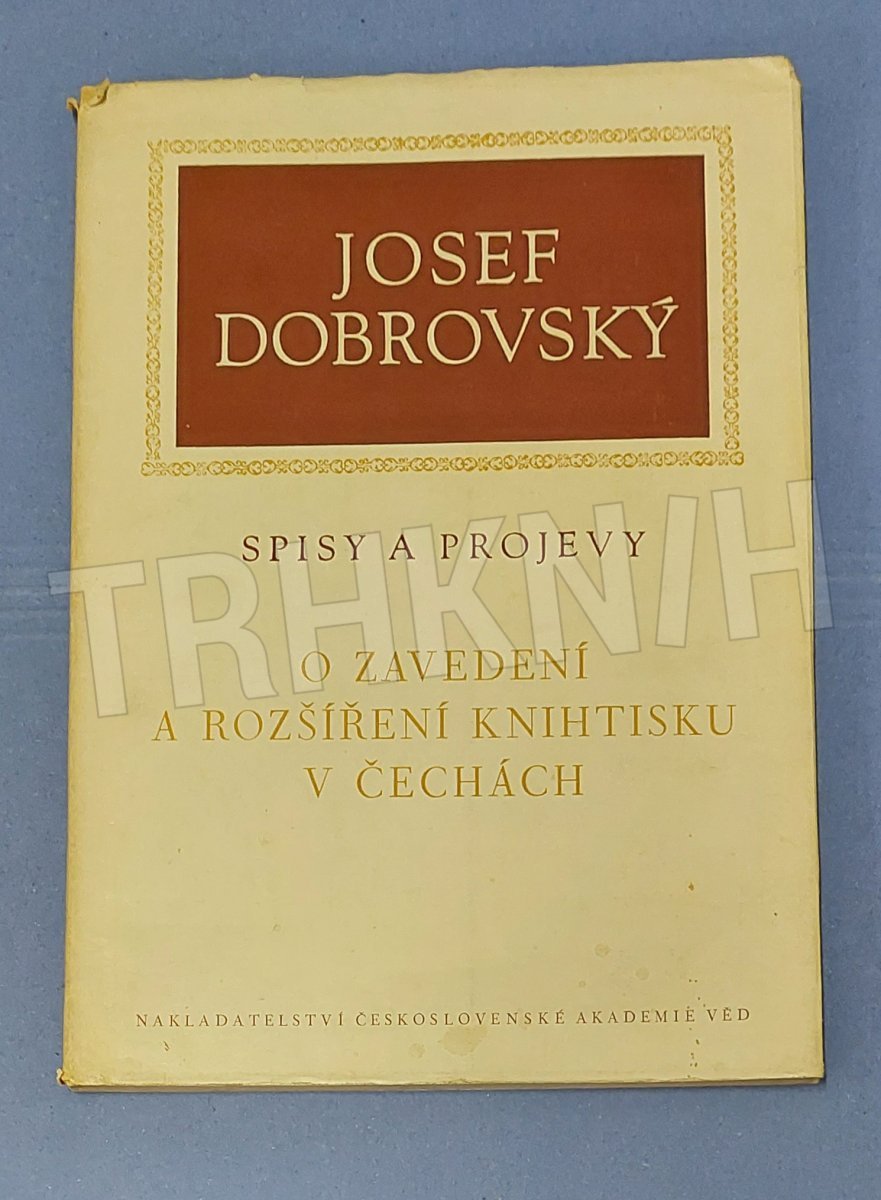 JOSEF
DOBROVSKÝ
SPISY A PROJEVY
TRHKNIH
O ZAVEDENÍ
A ROZŠÍŘENÍ KNIHTISKU
V ČECHÁCH
NAKLADATELSTVÍ ČESKOSLOVENSKÉ AKADEMIE VĚD